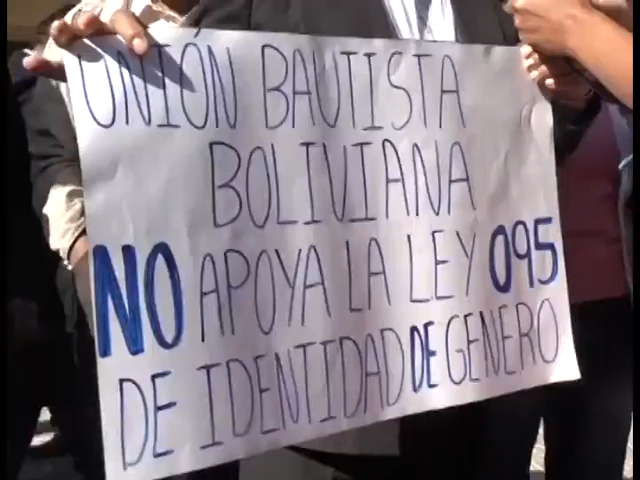 UNIÓN BAUTISTA
BOLIVIANA
NO APOYA LA LEY 095
DE IDENTIDAD DE GENERO